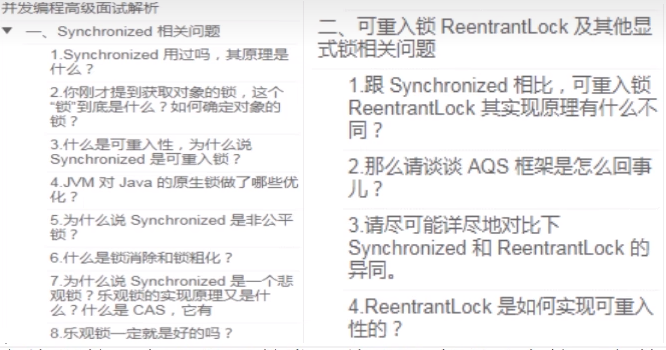 并发编程高级面试解析
一、Synchronized 相关问题
1.Synchronized 用过吗，其原理是
什么？
2.你刚才提到获取对象的锁，这个
“锁”到底是什么？如何确定对象的
锁？
3.什么是可重入性，为什么说
Synchronized 是可重入锁？
4.JVM 对 Java 的原生锁做了哪些优
化？
5.为什么说 Synchronized 是非公平
锁？
6.什么是锁消除和锁粗化？
7.为什么说 Synchronized 是一个悲
观锁？乐观锁的实现原理又是什
么？什么是 CAS，它有
8.乐观锁一定就是好的吗？
二、可重入锁 ReentrantLock 及其他显
式锁相关问题
1.跟 Synchronized 相比，可重入锁
ReentrantLock 其实现原理有什么不
同？
2.那么请谈谈 AQS 框架是怎么回事
儿？
3.请尽可能详尽地对比下
Synchronized 和 ReentrantLock 的
异同。
4.ReentrantLock 是如何实现可重入
性的？